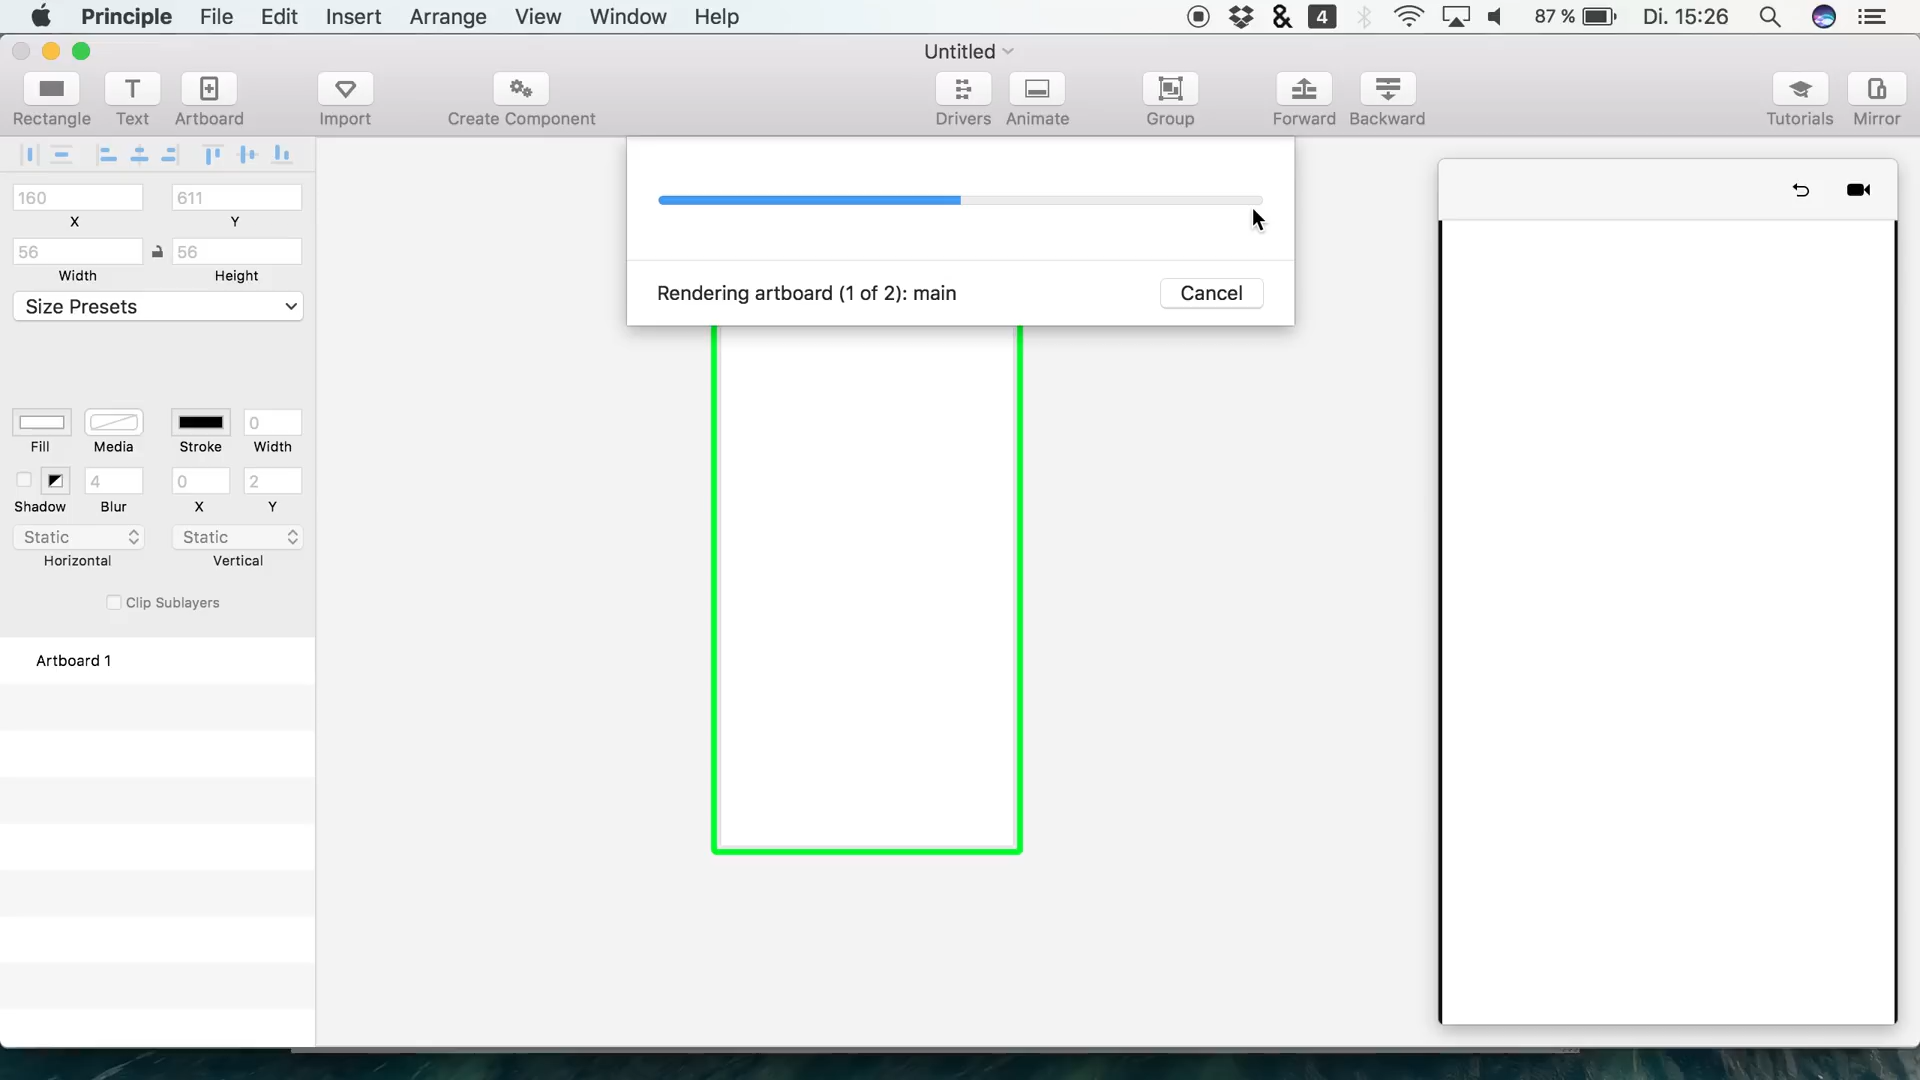 Principle File Edit Insert Arrange View Window Help 4 87 % Di. 15:26
Untitled
Rectangle Text Artboard Import Create Component Drivers Animate Group Forward Backward Tutorials Mirror
160 611
X Y
56 56
Width Height
Size Presets
Rendering artboard (1 of 2): main Cancel
0
Fill Media Stroke Width
4 0 2
Shadow Blur X Y
Static Static
Horizontal Vertical
Clip Sublayers
Artboard 1